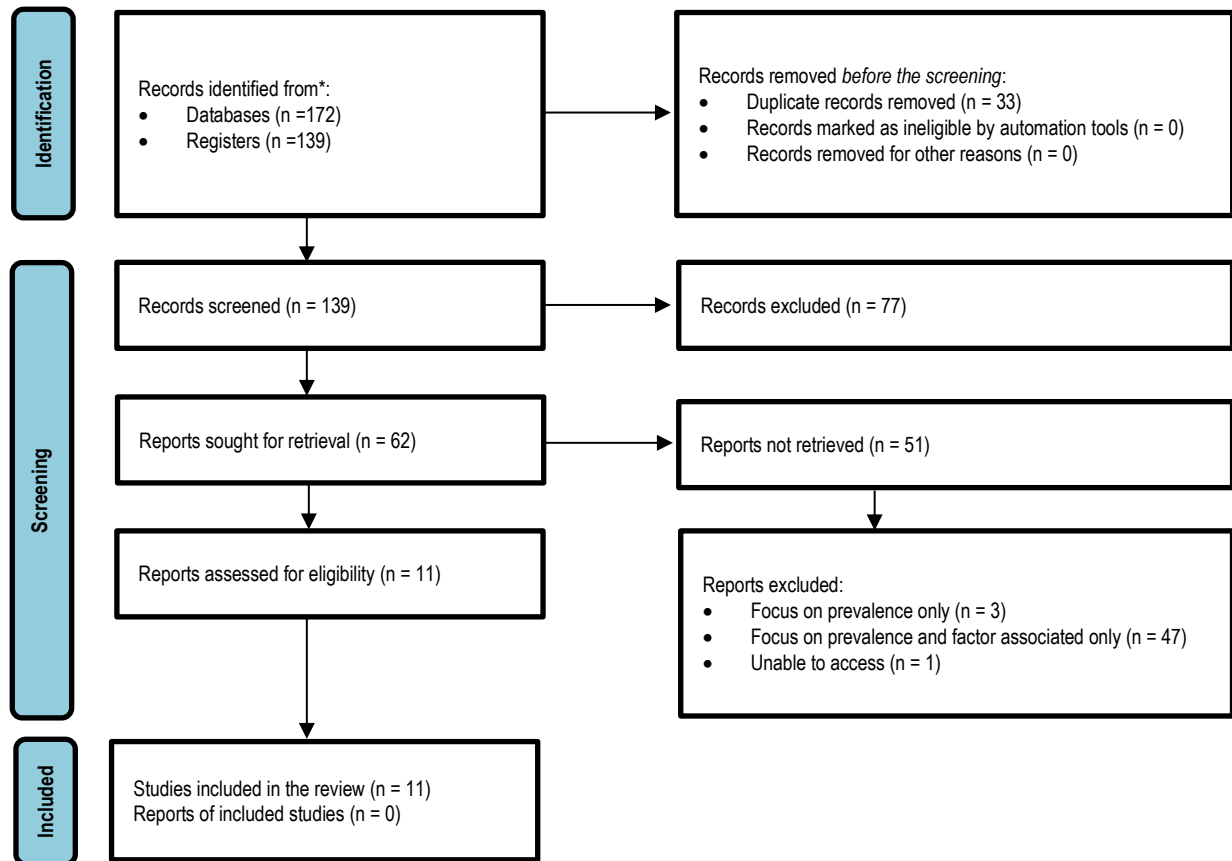 Identification
Records identified from*:
• Databases (n =172)
• Registers (n =139)
Records removed before the screening:
• Duplicate records removed (n = 33)
• Records marked as ineligible by automation tools (n = 0)
• Records removed for other reasons (n = 0)
Screening
Records screened (n = 139)
Records excluded (n = 77)
Reports sought for retrieval (n = 62)
Reports not retrieved (n = 51)
Reports assessed for eligibility (n = 11)
Reports excluded:
• Focus on prevalence only (n = 3)
• Focus on prevalence and factor associated only (n = 47)
• Unable to access (n = 1)
Included
Studies included in the review (n = 11)
Reports of included studies (n = 0)